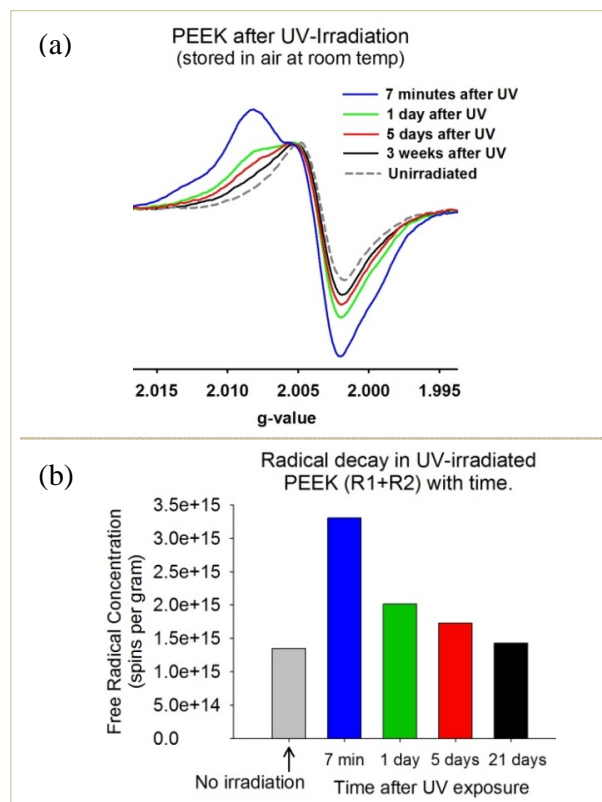 (a)
PEEK after UV-Irradiation
(stored in air at room temp)
7 minutes after UV
1 day after UV
5 days after UV
3 weeks after UV
Unirradiated
2.015 2.010 2.005 2.000 1.995
g-value
(b)
Radical decay in UV-irradiated
PEEK (R1+R2) with time.
Free Radical Concentration
(spins per gram)
3.5e+15
3.0e+15
2.5e+15
2.0e+15
1.5e+15
1.0e+15
5.0e+14
0.0
7 min 1 day 5 days 21 days
No irradiation
Time after UV exposure